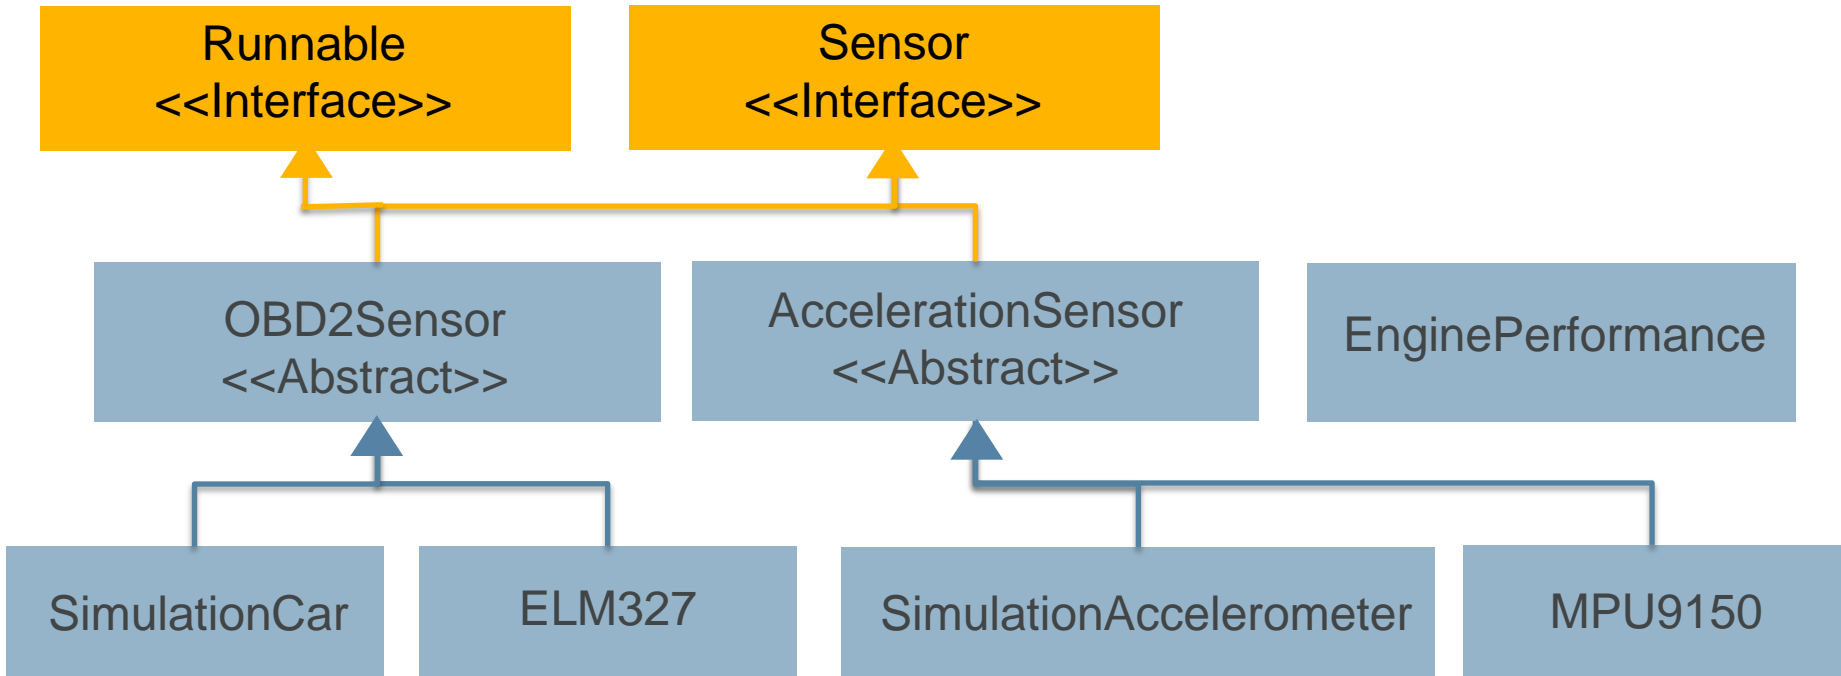 Runnable
<<Interface>>
Sensor
<<Interface>>
OBD2Sensor
<<Abstract>>
AccelerationSensor
<<Abstract>>
EnginePerformance
SimulationCar
ELM327
SimulationAccelerometer
MPU9150